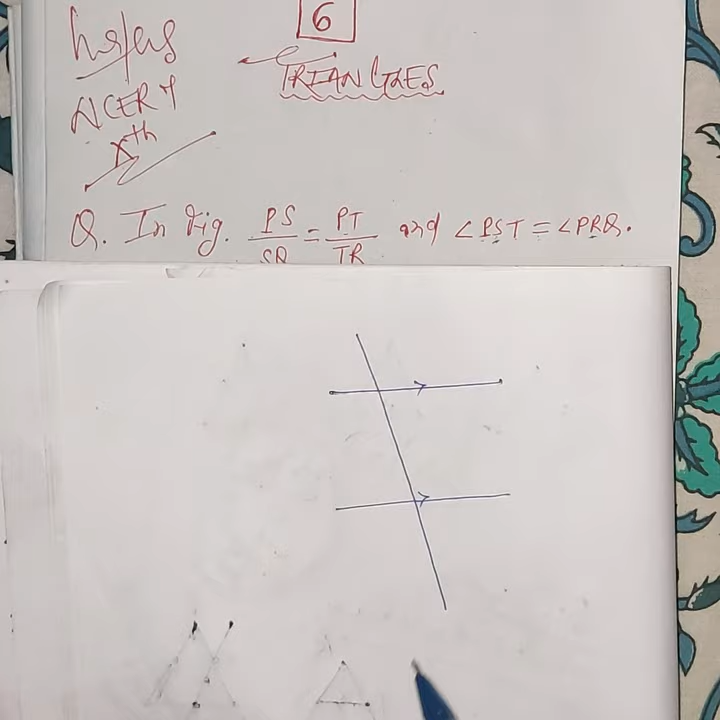 6
TRIANGLES
NCERT
Xth
Q. In fig. PS/SQ = PT/TR and ∠PST = ∠PRQ.